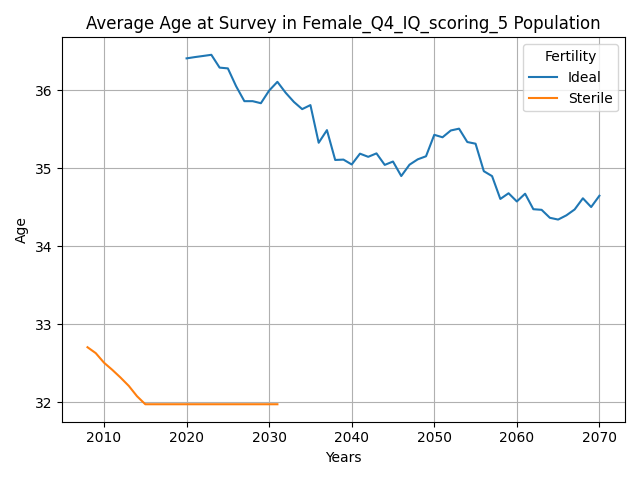 Average Age at Survey in Female_Q4_IQ_scoring_5 Population
Fertility
Ideal
Sterile
Age
36
35
34
33
32
2010
2020
2030
2040
2050
2060
2070
Years